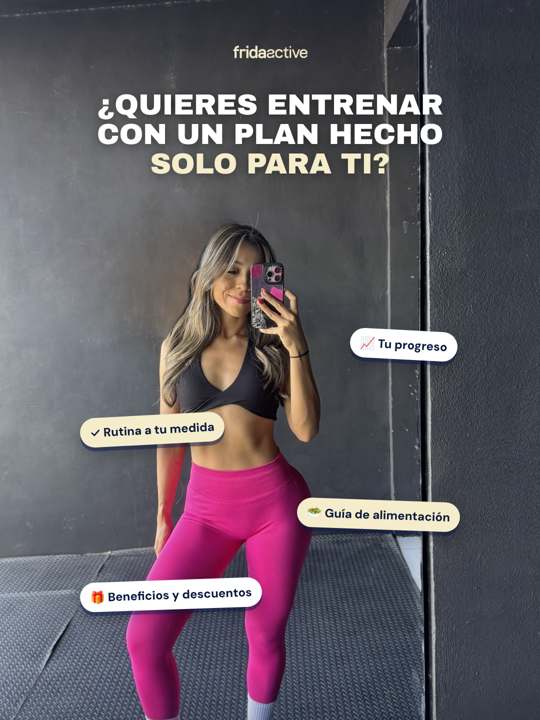 fridaactive
¿QUIERES ENTRENAR
CON UN PLAN HECHO
SOLO PARA TI?
📈 Tu progreso
✓ Rutina a tu medida
🥗 Guía de alimentación
🎁 Beneficios y descuentos